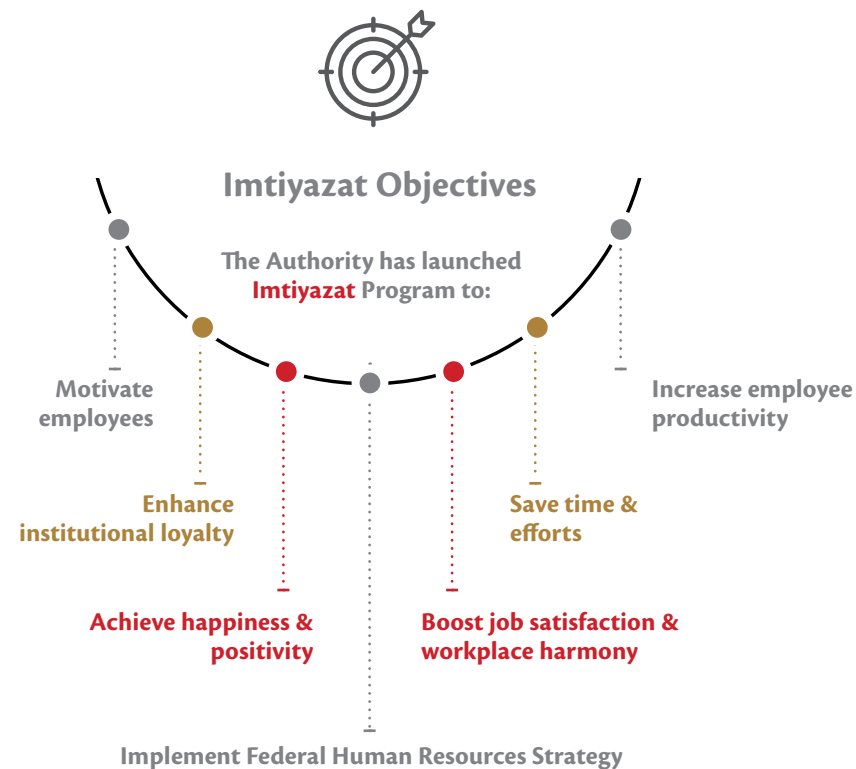 Imtiyazat Objectives
The Authority has launched
Imtiyazat Program to:
Motivate
employees
Enhance
institutional loyalty
Achieve happiness &
positivity
Implement Federal Human Resources Strategy
Boost job satisfaction &
workplace harmony
Save time &
efforts
Increase employee
productivity